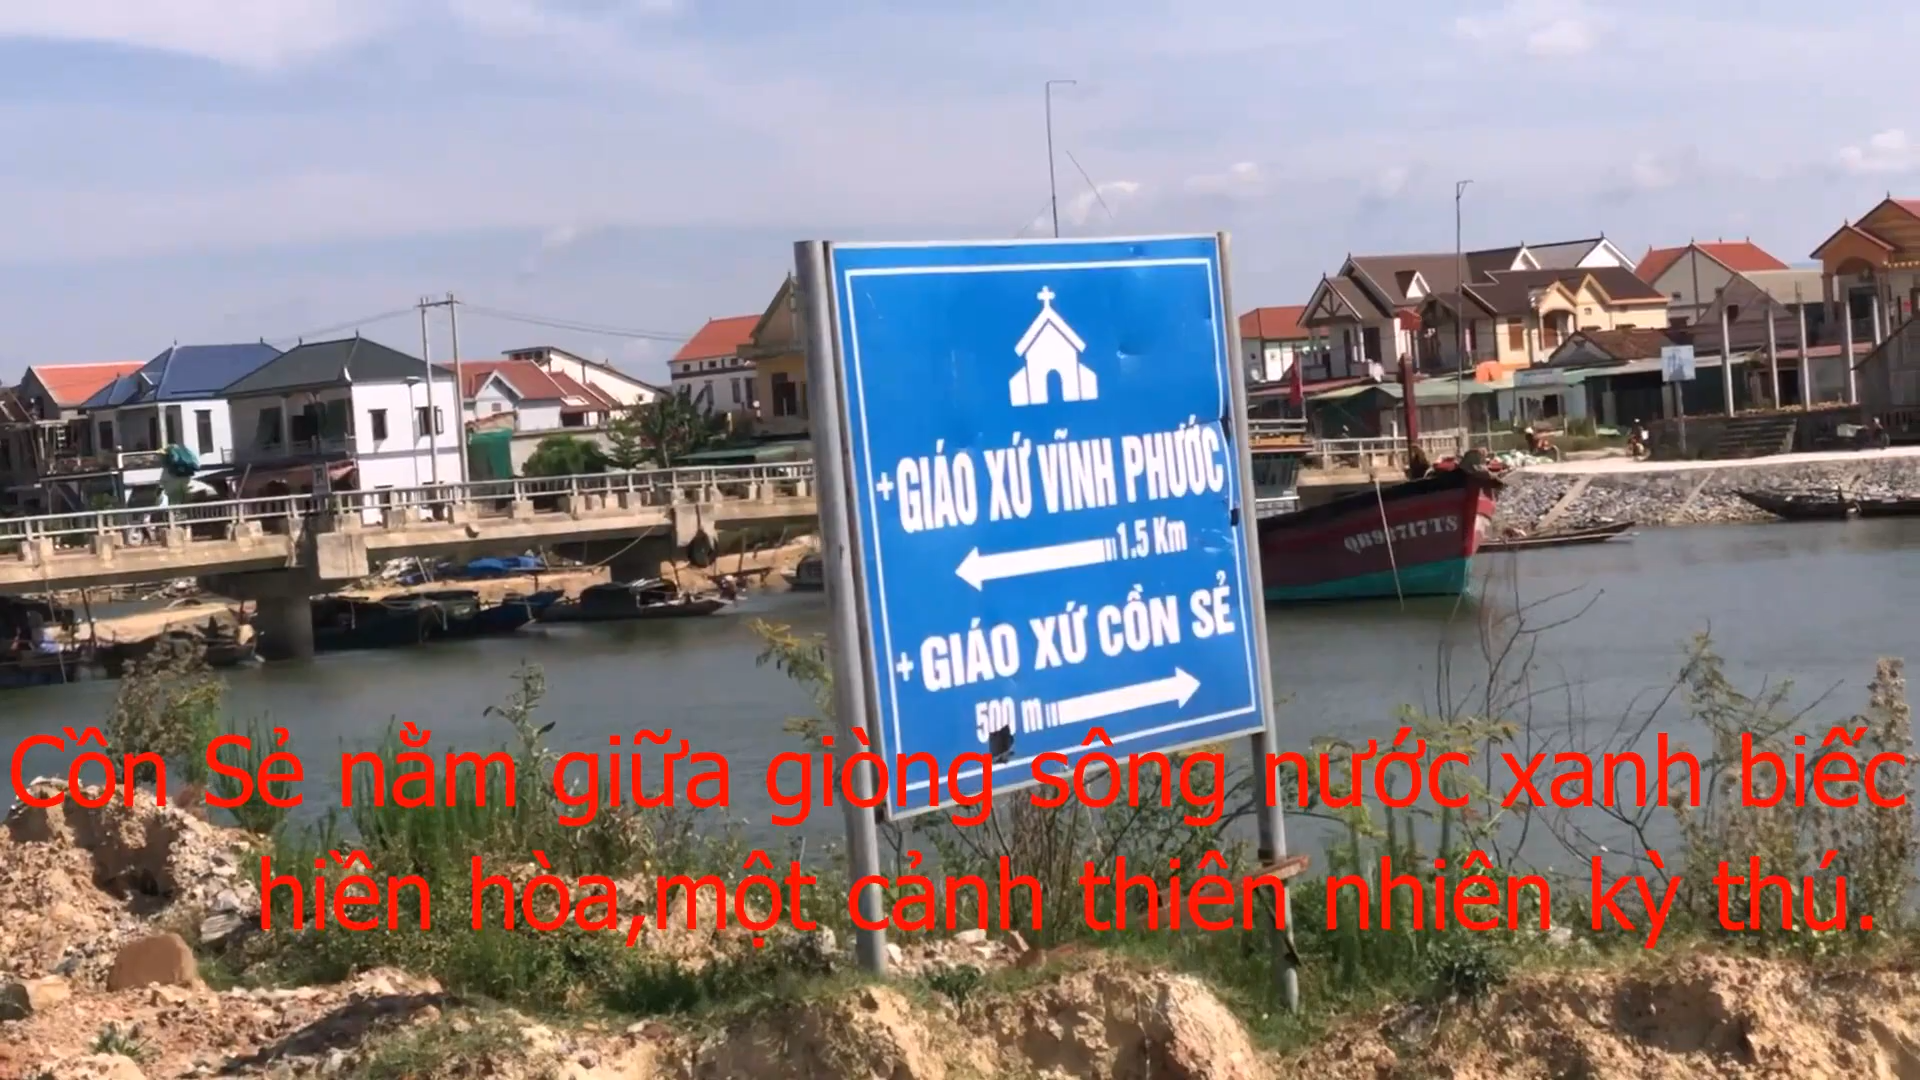 + GIÁO XỨ VĨNH PHƯỚC
1.5 Km
+ GIÁO XỨ CỒN SẺ
500 m
QB93717TS
Cồn Sẻ nằm giữa giòng sông nước xanh biếc
hiền hòa,một cảnh thiên nhiên kỳ thú.